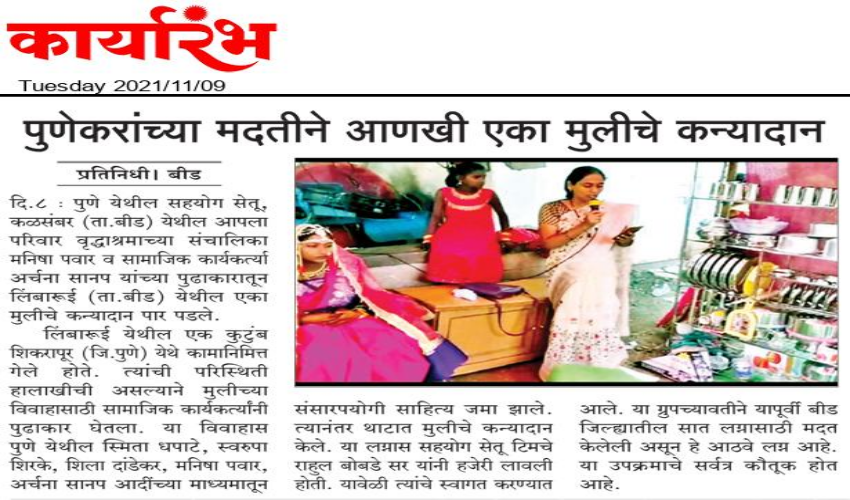 कार्यारंभ
Tuesday 2021/11/09
पुणेकरांच्या मदतीने आणखी एका मुलीचे कन्यादान
प्रतिनिधी। बीड
दि.८ : पुणे येथील सहयोग सेतू,
कळसंबर (ता.बीड) येथील आपला
परिवार वृद्धाश्रमाच्या संचालिका
मनिषा पवार व सामाजिक कार्यकर्त्या
अर्चना सानप यांच्या पुढाकारातून
लिंबारूई (ता.बीड) येथील एका
मुलीचे कन्यादान पार पडले.
लिंबारूई येथील एक कुटुंब
शिकरापूर (जि.पुणे) येथे कामानिमित्त
गेले होते. त्यांची परिस्थिती
हालाखीची असल्याने मुलीच्या
विवाहासाठी सामाजिक कार्यकर्त्यांनी
पुढाकार घेतला. या विवाहास
पुणे येथील स्मिता धपाटे, स्वरुपा
शिरके, शिला दांडेकर, मनिषा पवार,
अर्चना सानप आदींच्या माध्यमातून
संसारपयोगी साहित्य जमा झाले.
त्यानंतर थाटात मुलीचे कन्यादान
केले. या लग्नास सहयोग सेतू टिमचे
राहुल बोबडे सर यांनी हजेरी लावली
होती. यावेळी त्यांचे स्वागत करण्यात
आले. या ग्रुपच्यावतीने यापूर्वी बीड
जिल्ह्यातील सात लग्नासाठी मदत
केलेली असून हे आठवे लग्न आहे.
या उपक्रमाचे सर्वत्र कौतूक होत
आहे.